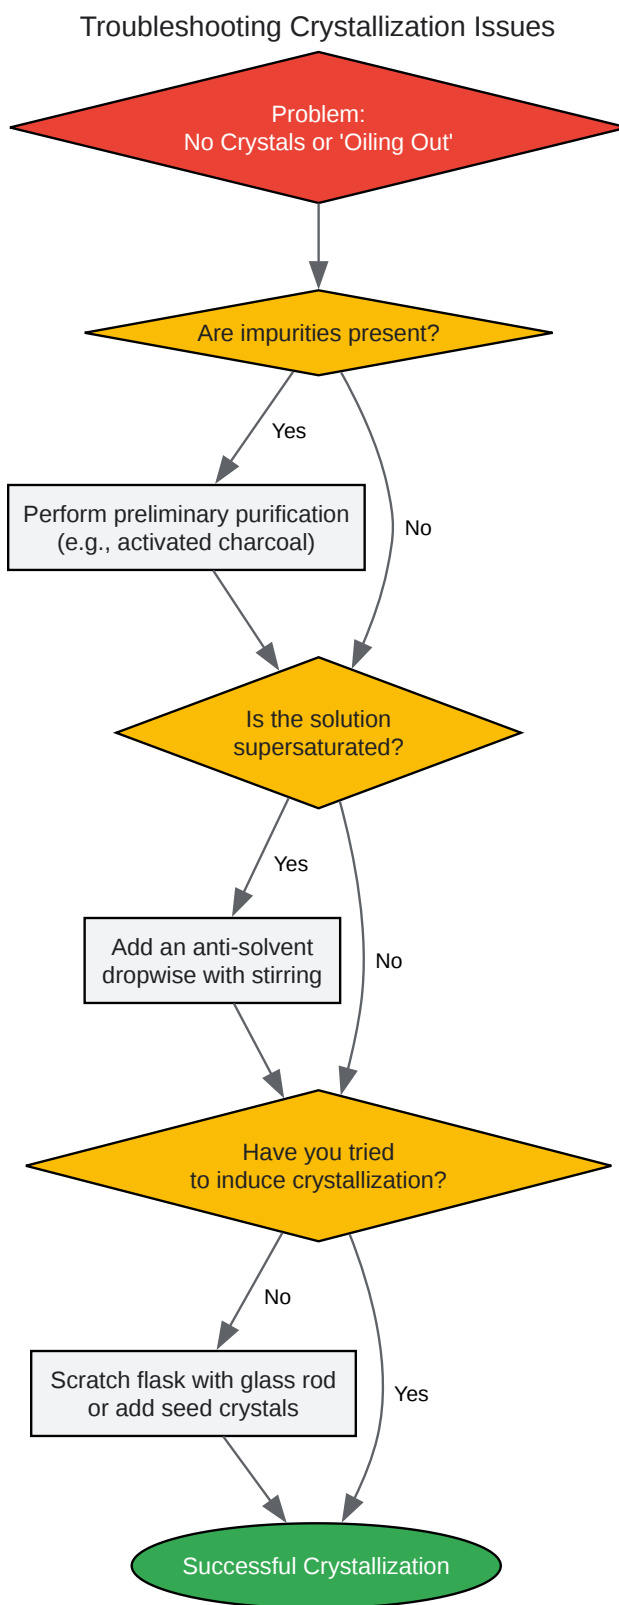 Troubleshooting Crystallization Issues
Problem:
No Crystals or 'Oiling Out'
Are impurities present?
Yes
Perform preliminary purification
(e.g., activated charcoal)
No
Is the solution
supersaturated?
Yes
Add an anti-solvent
dropwise with stirring
No
Have you tried
to induce crystallization?
No
Scratch flask with glass rod
or add seed crystals
Yes
Successful Crystallization